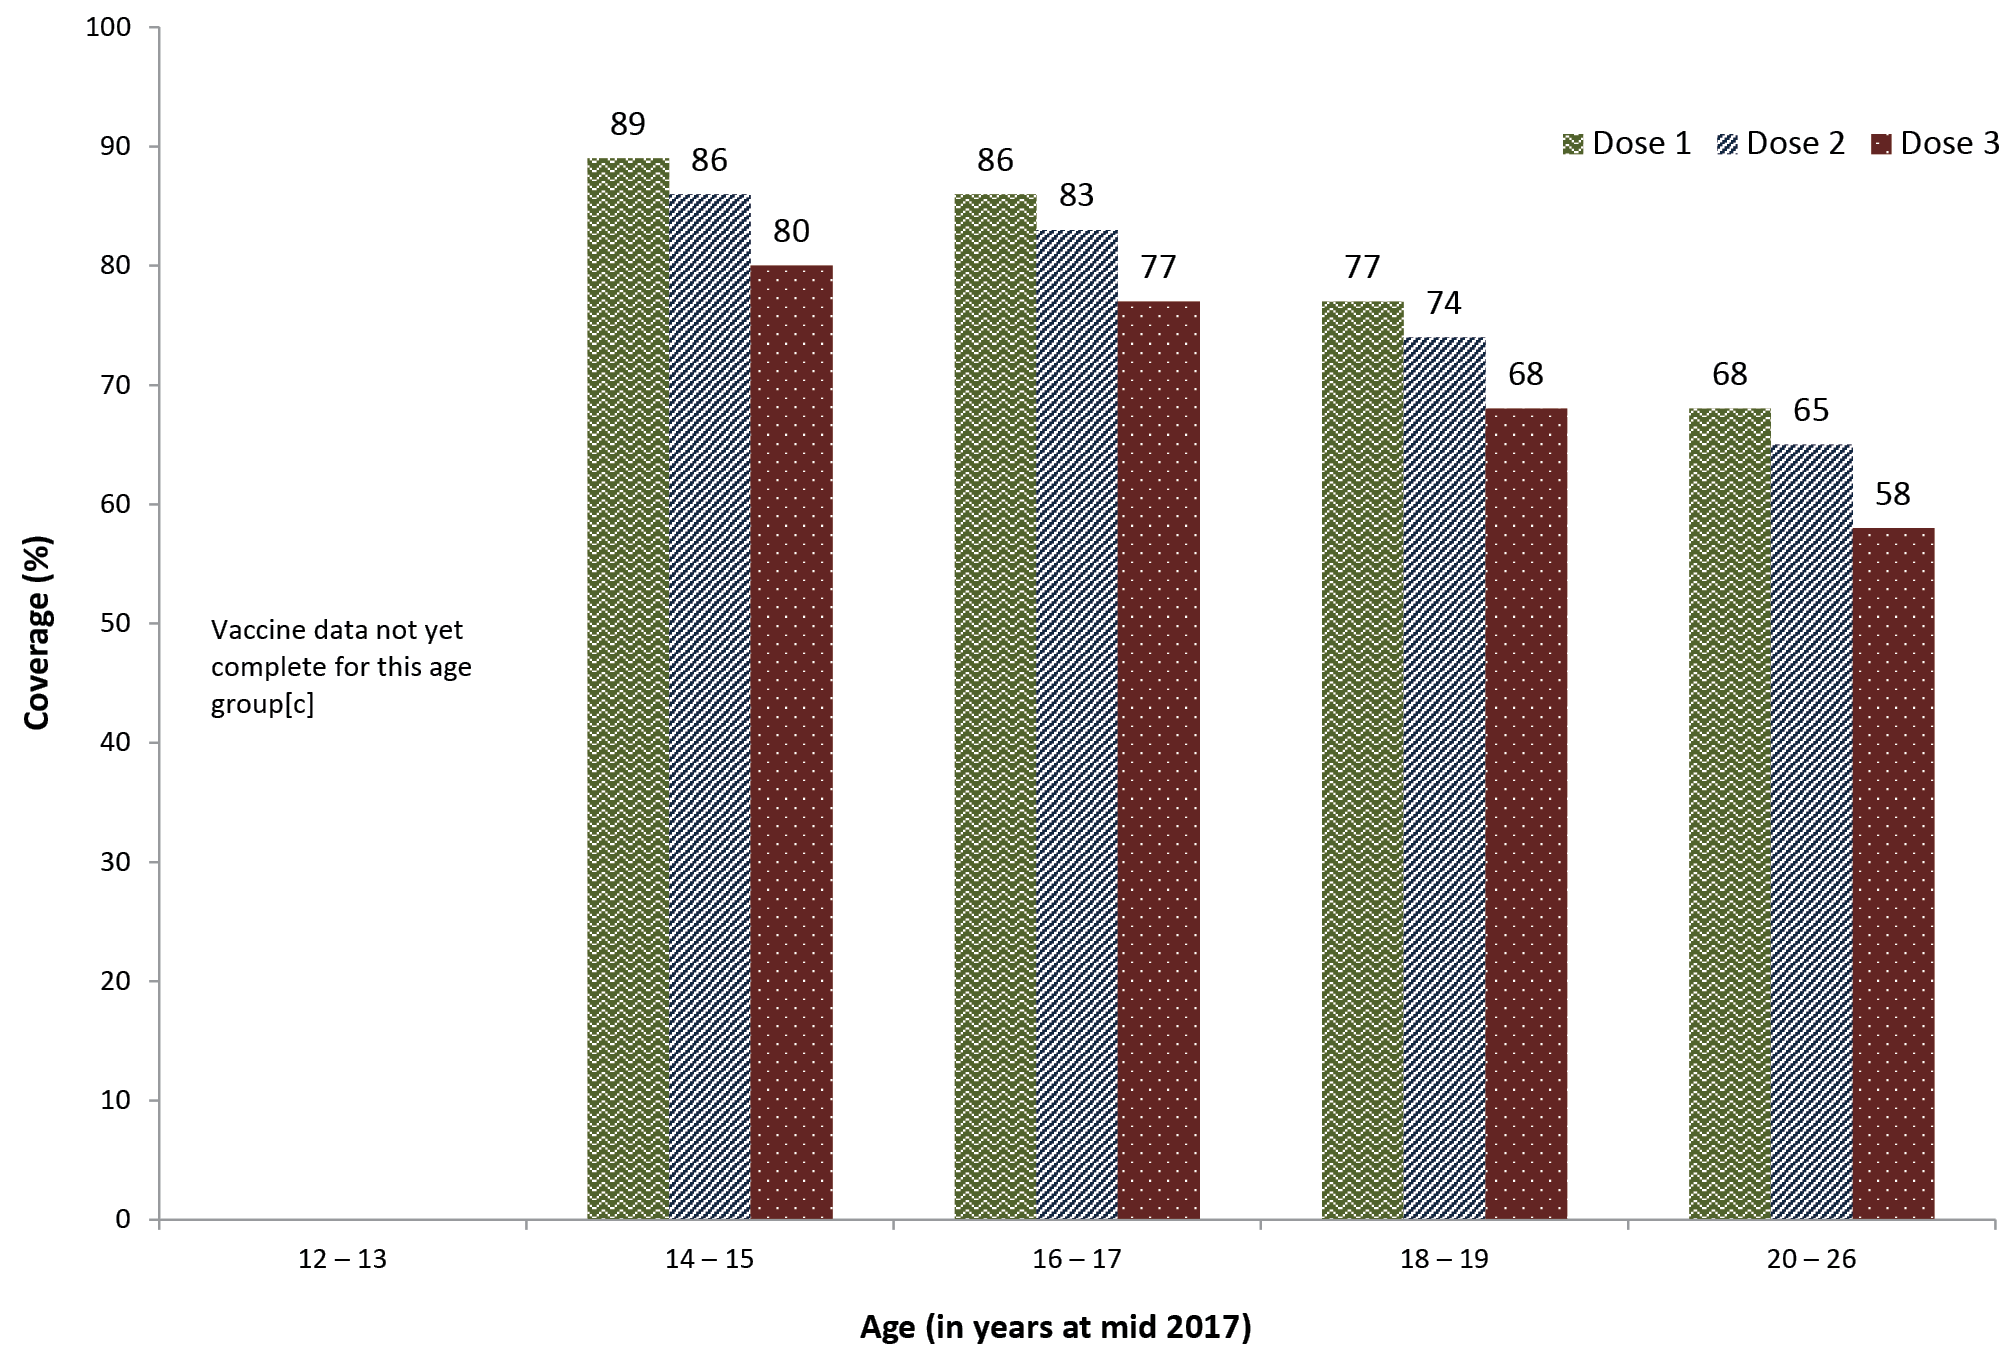 100
90
80
70
60
50
40
30
20
10
0
Coverage (%)
Dose 1 Dose 2 Dose 3
Vaccine data not yet
complete for this age
group[c]
89 86 80
86 83 77
77 74 68
68 65 58
12 – 13 14 – 15 16 – 17 18 – 19 20 – 26
Age (in years at mid 2017)